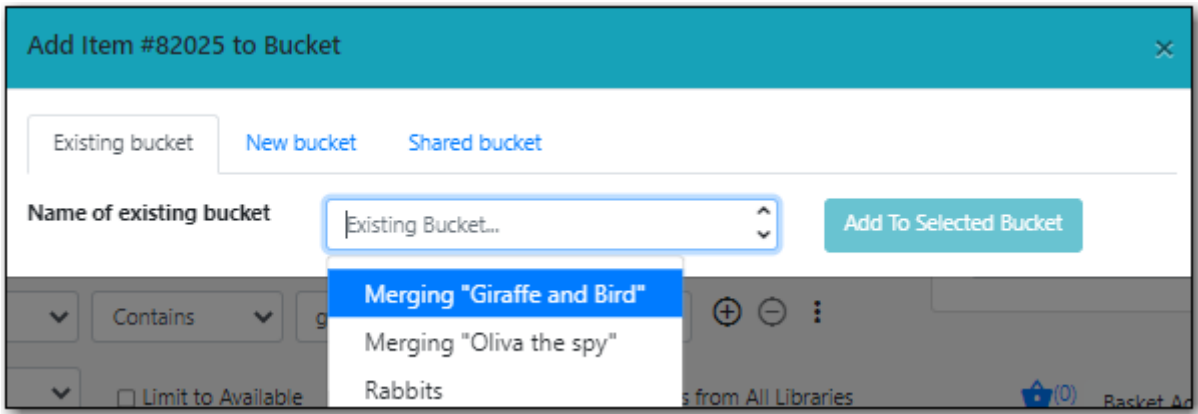 Add Item #82025 to Bucket ×
Existing bucket New bucket Shared bucket
Name of existing bucket Existing Bucket... Add To Selected Bucket
Merging "Giraffe and Bird"
Contains g
Merging "Oliva the spy"
Rabbits
Limit to Available s from All Libraries (0) Basket Ac